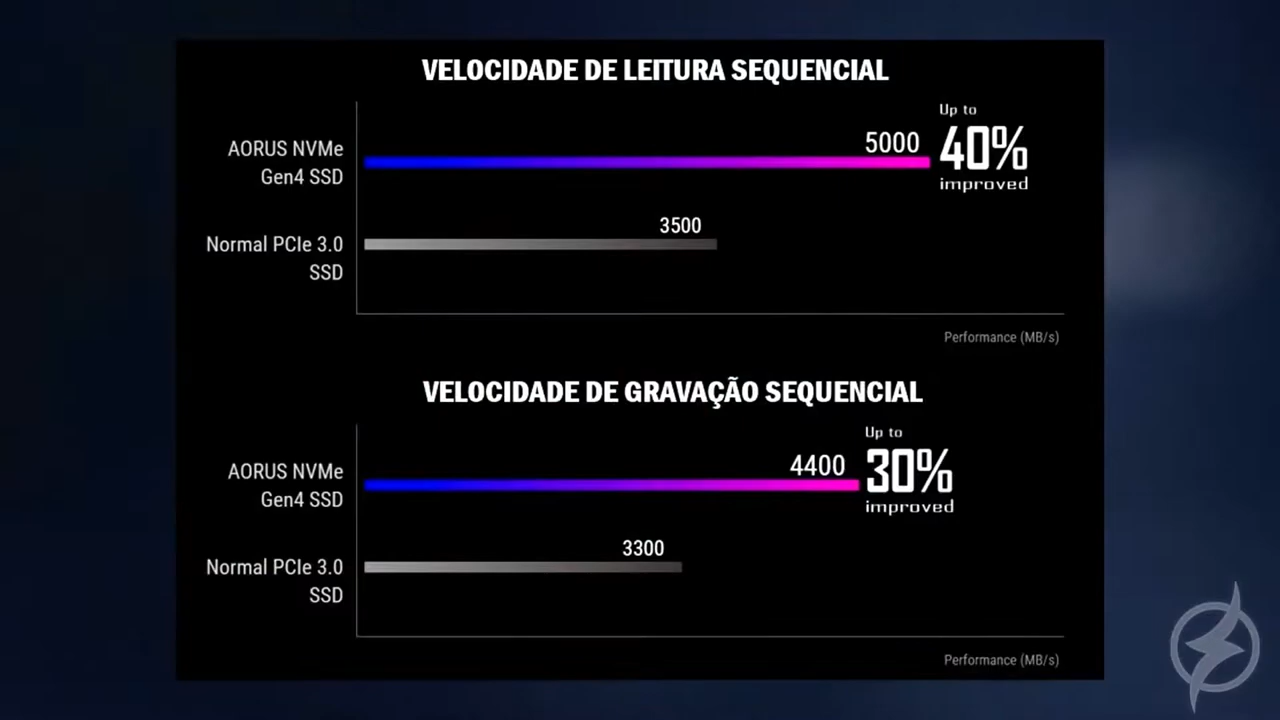 VELOCIDADE DE LEITURA SEQUENCIAL
AORUS NVMe
Gen4 SSD
5000
Up to
40%
improved
Normal PCIe 3.0
SSD
3500
Performance (MB/s)
VELOCIDADE DE GRAVAÇÃO SEQUENCIAL
AORUS NVMe
Gen4 SSD
4400
Up to
30%
improved
Normal PCIe 3.0
SSD
3300
Performance (MB/s)